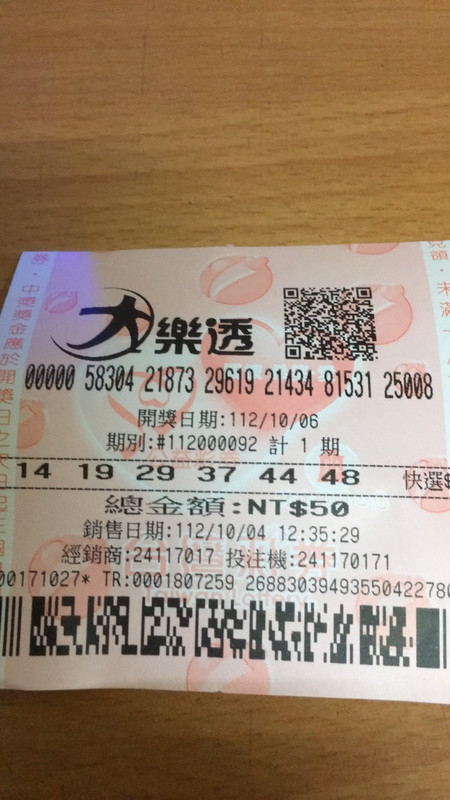 大樂透
00000 58304 21873 29619 21434 81531 25008
開獎日期:112/10/06
期別:#112000092 計 1 期
14 19 29 37 44 48 快選
總金額:NT$50
銷售日期:112/10/04 12:35:29
經銷商:24117017 投注機:241170171
00171027* TR:0001807259 26883039493550422780